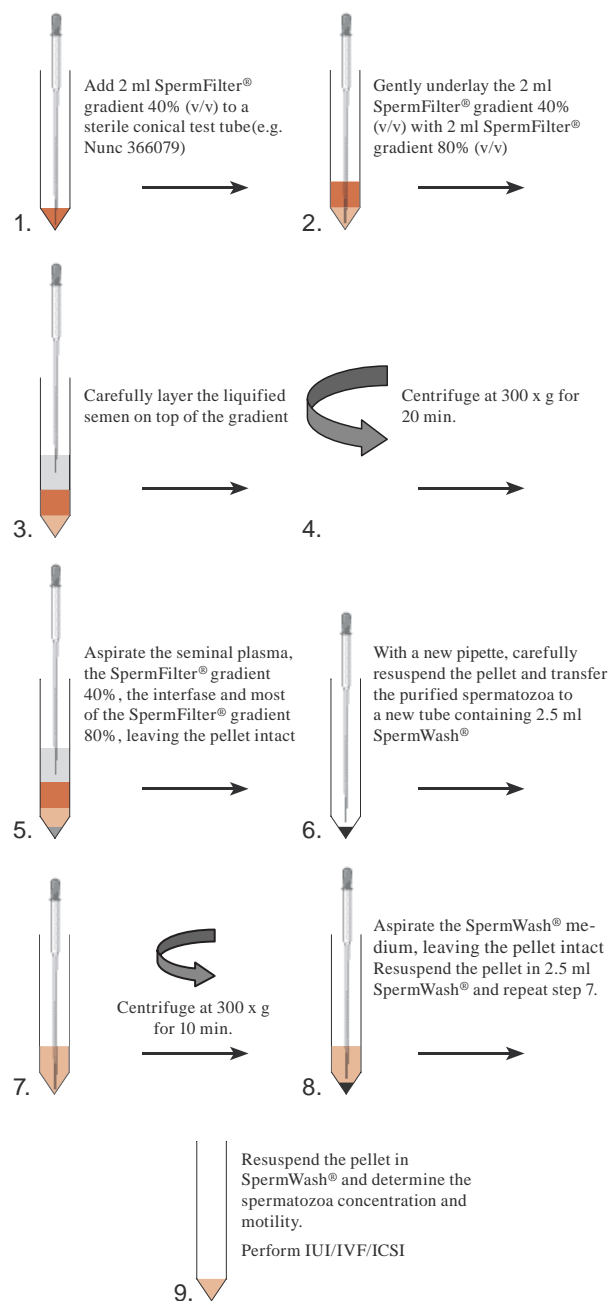 Add 2 ml SpermFilter®
gradient 40% (v/v) to a
sterile conical test tube(e.g.
Nunc 366079)
1.
Gently underlay the 2 ml
SpermFilter® gradient 40%
(v/v) with 2 ml SpermFilter®
gradient 80% (v/v)
2.
Carefully layer the liquified
semen on top of the gradient
3.
Centrifuge at 300 x g for
20 min.
4.
Aspirate the seminal plasma,
the SpermFilter® gradient
40%, the interfase and most
of the SpermFilter® gradient
80%, leaving the pellet intact
5.
With a new pipette, carefully
resuspend the pellet and transfer
the purified spermatozoa to
a new tube containing 2.5 ml
SpermWash®
6.
Centrifuge at 300 x g
for 10 min.
7.
Aspirate the SpermWash® me-
dium, leaving the pellet intact
Resuspend the pellet in 2.5 ml
SpermWash® and repeat step 7.
8.
Resuspend the pellet in
SpermWash® and determine the
spermatozoa concentration and
motility.
Perform IUI/IVF/ICSI
9.